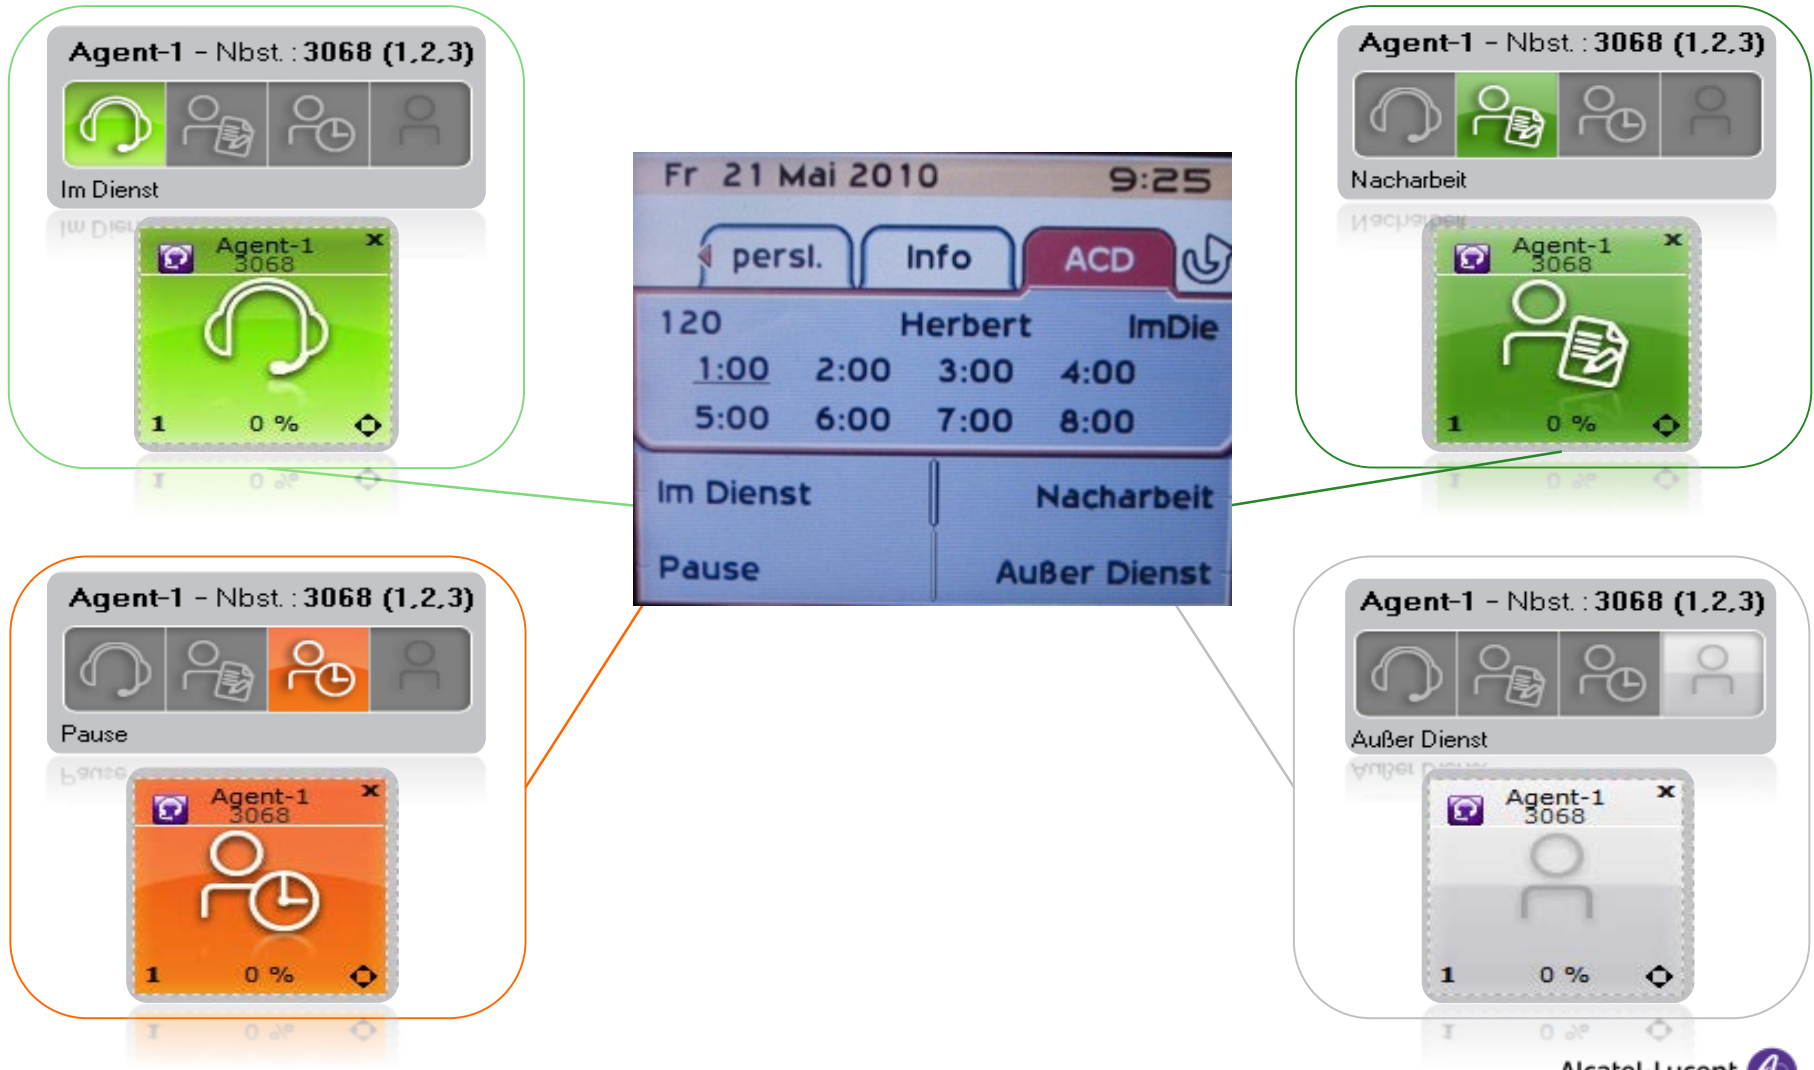 Agent-1 - Nbst. : 3068 (1,2,3)
Im Dienst
Agent-1
3068
1 0 %
Agent-1 - Nbst. : 3068 (1,2,3)
Nacharbeit
Agent-1
3068
1 0 %
Fr 21 Mai 2010 9:25
persl. Info ACD
120 Herbert ImDie
1:00 2:00 3:00 4:00
5:00 6:00 7:00 8:00
Im Dienst Nacharbeit
Pause Außer Dienst
Agent-1 - Nbst. : 3068 (1,2,3)
Pause
Agent-1
3068
1 0 %
Agent-1 - Nbst. : 3068 (1,2,3)
Außer Dienst
Agent-1
3068
1 0 %
Alcatel-Lucent